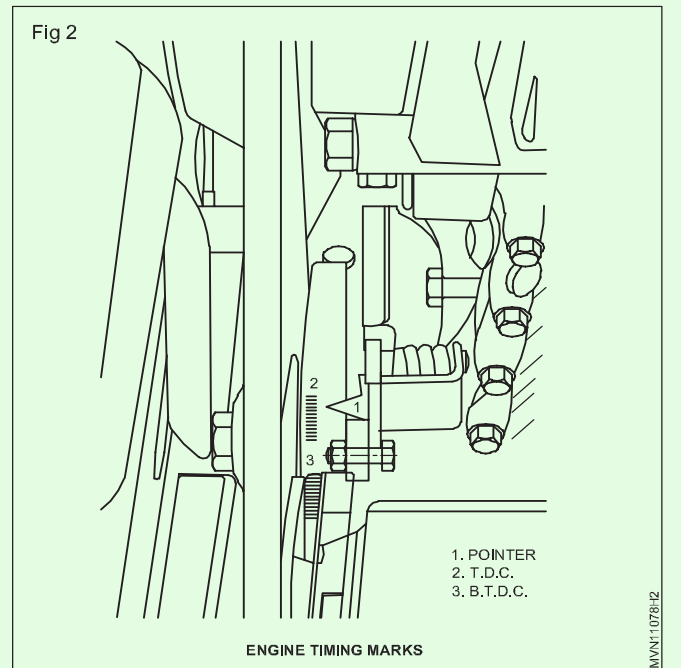 Fig 2
2
1
3
1. POINTER
2. T.D.C.
3. B.T.D.C.
ENGINE TIMING MARKS
MVN11078H2